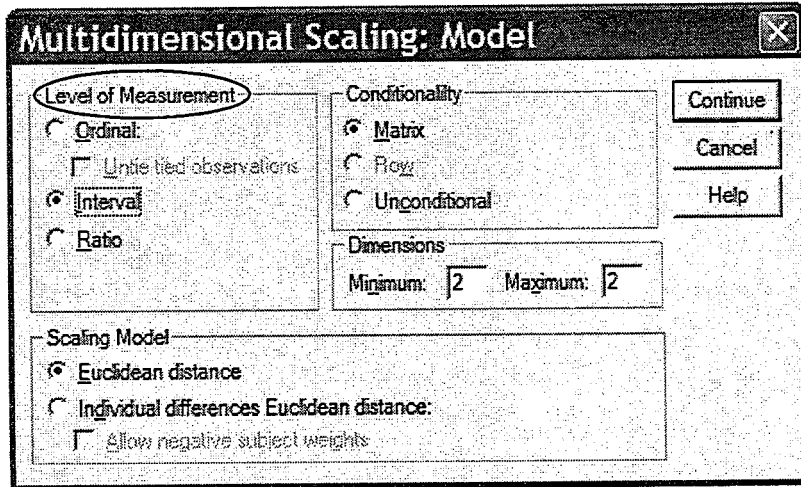 Multidimensional Scaling: Model
Level of Measurement
Ordinal:
Untie tied observations
Interval
Ratio
Conditionality
Matrix
Row
Unconditional
Dimensions
Minimum: 2 Maximum: 2
Scaling Model
Euclidean distance
Individual differences Euclidean distance:
Allow negative subject weights
Continue
Cancel
Help